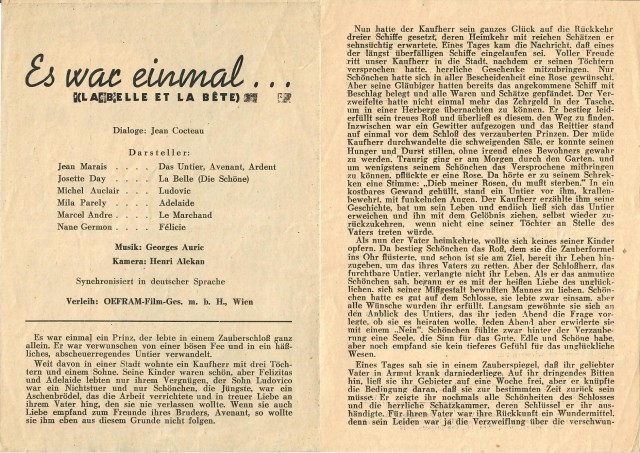 Es war einmal...
(LA BELLE ET LA BÊTE)
Dialoge: Jean Cocteau
Darsteller:
Jean Marais . . . . Das Untier, Avenant, Ardent
Josette Day . . . . La Belle (Die Schöne)
Michel Auclair . . . Ludovic
Mila Parely . . . . Adelaide
Marcel Andre . . . . Le Marchand
Nane Germon . . . . Félicie
Musik: Georges Auric
Kamera: Henri Alekan
Synchronisiert in deutscher Sprache
Verleih: OEFRAM-Film-Ges. m. b. H., Wien
Es war einmal ein Prinz, der lebte in einem Zauberschloß ganz
allein. Er war verwunschen von einer bösen Fee und in ein häß-
liches, abscheuerregendes Untier verwandelt.
Weit davon in einer Stadt wohnte ein Kaufherr mit drei Töch-
tern und einem Sohne. Seine Kinder waren schön, aber Felizitas
und Adelaide lebten nur ihrem Vergnügen, der Sohn Ludovico
war ein Nichtstuer und nur Schönchen, die Jüngste, war ein
Aschenbrödel, das die Arbeit verrichtete und in treuer Liebe an
ihrem Vater hing, den sie nie verlassen wollte. Wenn sie auch
Liebe empfand zum Freunde ihres Bruders, Avenant, so wollte
sie ihm eben aus diesem Grunde nicht folgen.
Nun hatte der Kaufherr sein ganzes Glück auf die Rückkehr
dreier Schiffe gesetzt, deren Heimkehr mit reichen Schätzen er
sehnsüchtig erwartete. Eines Tages kam die Nachricht, daß eines
der längst überfälligen Schiffe eingelaufen sei. Voller Freude
ritt unser Kaufherr in die Stadt, nachdem er seinen Töchtern
versprochen hatte, herrliche Geschenke mitzubringen. Nur
Schönchen hatte sich in aller Bescheidenheit eine Rose gewünscht.
Aber seine Gläubiger hatten bereits das angekommene Schiff mit
Beschlag belegt und alle Waren und Schätze gepfändet. Der Ver-
zweifelte hatte nicht einmal mehr das Zehrgeld in der Tasche,
um in einer Herberge übernachten zu können. Er bestieg leid-
erfüllt sein treues Roß und überließ es diesem, den Weg zu finden.
Inzwischen war ein Gewitter aufgezogen und das Reittier stand
auf einmal vor dem Schloß des verzauberten Prinzen. Der müde
Kaufherr durchwandelte die schweigenden Säle, er konnte seinen
Hunger und Durst stillen, ohne irgend eines Bewohners gewahr
zu werden. Traurig ging er am Morgen durch den Garten. und
um wenigstens seinem Schönchen das Versprochene mitbringen
zu können, pflückte er eine Rose. Da hörte er zu seinem Schrek-
ken eine Stimme: „Dieb meiner Rosen, du mußt sterben." In ein
kostbares Gewand gehüllt, stand ein Untier vor ihm, krallen-
bewehrt, mit funkelnden Augen. Der Kaufherr erzählte ihm seine
Geschichte, bat um sein Leben und endlich ließ sich das Untier
erweichen und ihn mit dem Gelöbnis ziehen, selbst wieder zu-
rückzukehren, wenn nicht eine seiner Töchter an Stelle des
Vaters treten würde.
Als nun der Vater heimkehrte, wollte sich keines seiner Kinder
opfern. Da bestieg Schönchen das Roß, dem sie die Zauberformel
ins Ohr flüsterte, und schon ist sie am Ziel, bereit ihr Leben hin-
zugeben, um das ihres Vaters zu retten. Aber der Schloßherr, das
furchtbare Untier, verlangte nicht ihr Leben. Als er das anmutige
Schönchen sah, begann er es mit der heißen Liebe des unglück-
lichen, sich seiner Mißgestalt bewußten Mannes zu lieben. Schön-
chen hatte es gut auf dem Schlosse, sie lebte zwar einsam, aber
alle Wünsche wurden ihr erfüllt. Langsam gewöhnte sie sich an
den Anblick des Untiers, das ihr jeden Abend die Frage vor-
legte, ob sie es heiraten wolle. Jeden Abend aber erwiderte sie
mit einem „Nein". Schönchen fühlte zwar hinter der Verzaube-
rung eine Seele, die Sinn für das Gute, Edle und Schöne habe,
aber noch empfand sie kein tieferes Gefühl für das unglückliche
Wesen.
Eines Tages sah sie in einem Zauberspiegel, daß ihr geliebter
Vater in Armut krank darniederliege. Auf ihr dringendes Bitten
hin, ließ sie ihr Gebieter auf eine Woche frei, aber er knüpfte
die Bedingung daran, daß sie zur bestimmten Zeit zurück sein
müsse. Er zeigte ihr nochmals alle Schönheiten des Schlosses
und die herrliche Schatzkammer, deren Schlüssel er ihr aus-
händigte. Für ihren Vater war ihre Rückkunft ein Wundermittel,
denn sein Leiden war ja die Verzweiflung über die verschwun-